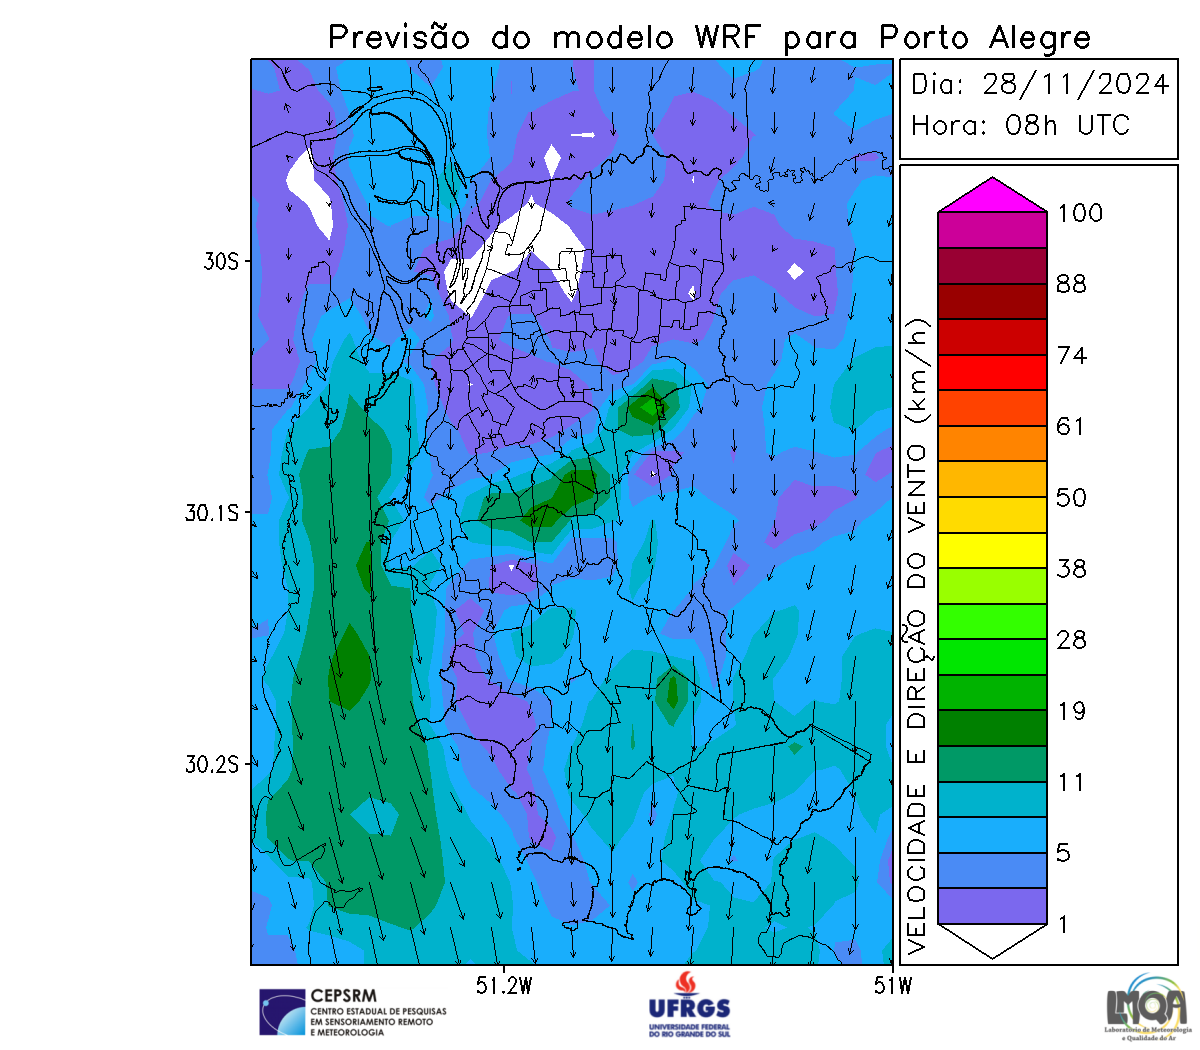 Previsão do modelo WRF para Porto Alegre
Dia: 28/11/2024
Hora: 08h UTC
100
88
74
61
50
38
28
19
11
5
1
VELOCIDADE E DIREÇÃO DO VENTO (km/h)
30S
30.1S
30.2S
51.2W
51W
CEPSRM
CENTRO ESTADUAL DE PESQUISAS
EM SENSORIAMENTO REMOTO
E METEOROLOGIA
UFRGS
UNIVERSIDADE FEDERAL
DO RIO GRANDE DO SUL
LMQA
Laboratório de Meteorologia
e Qualidade do Ar